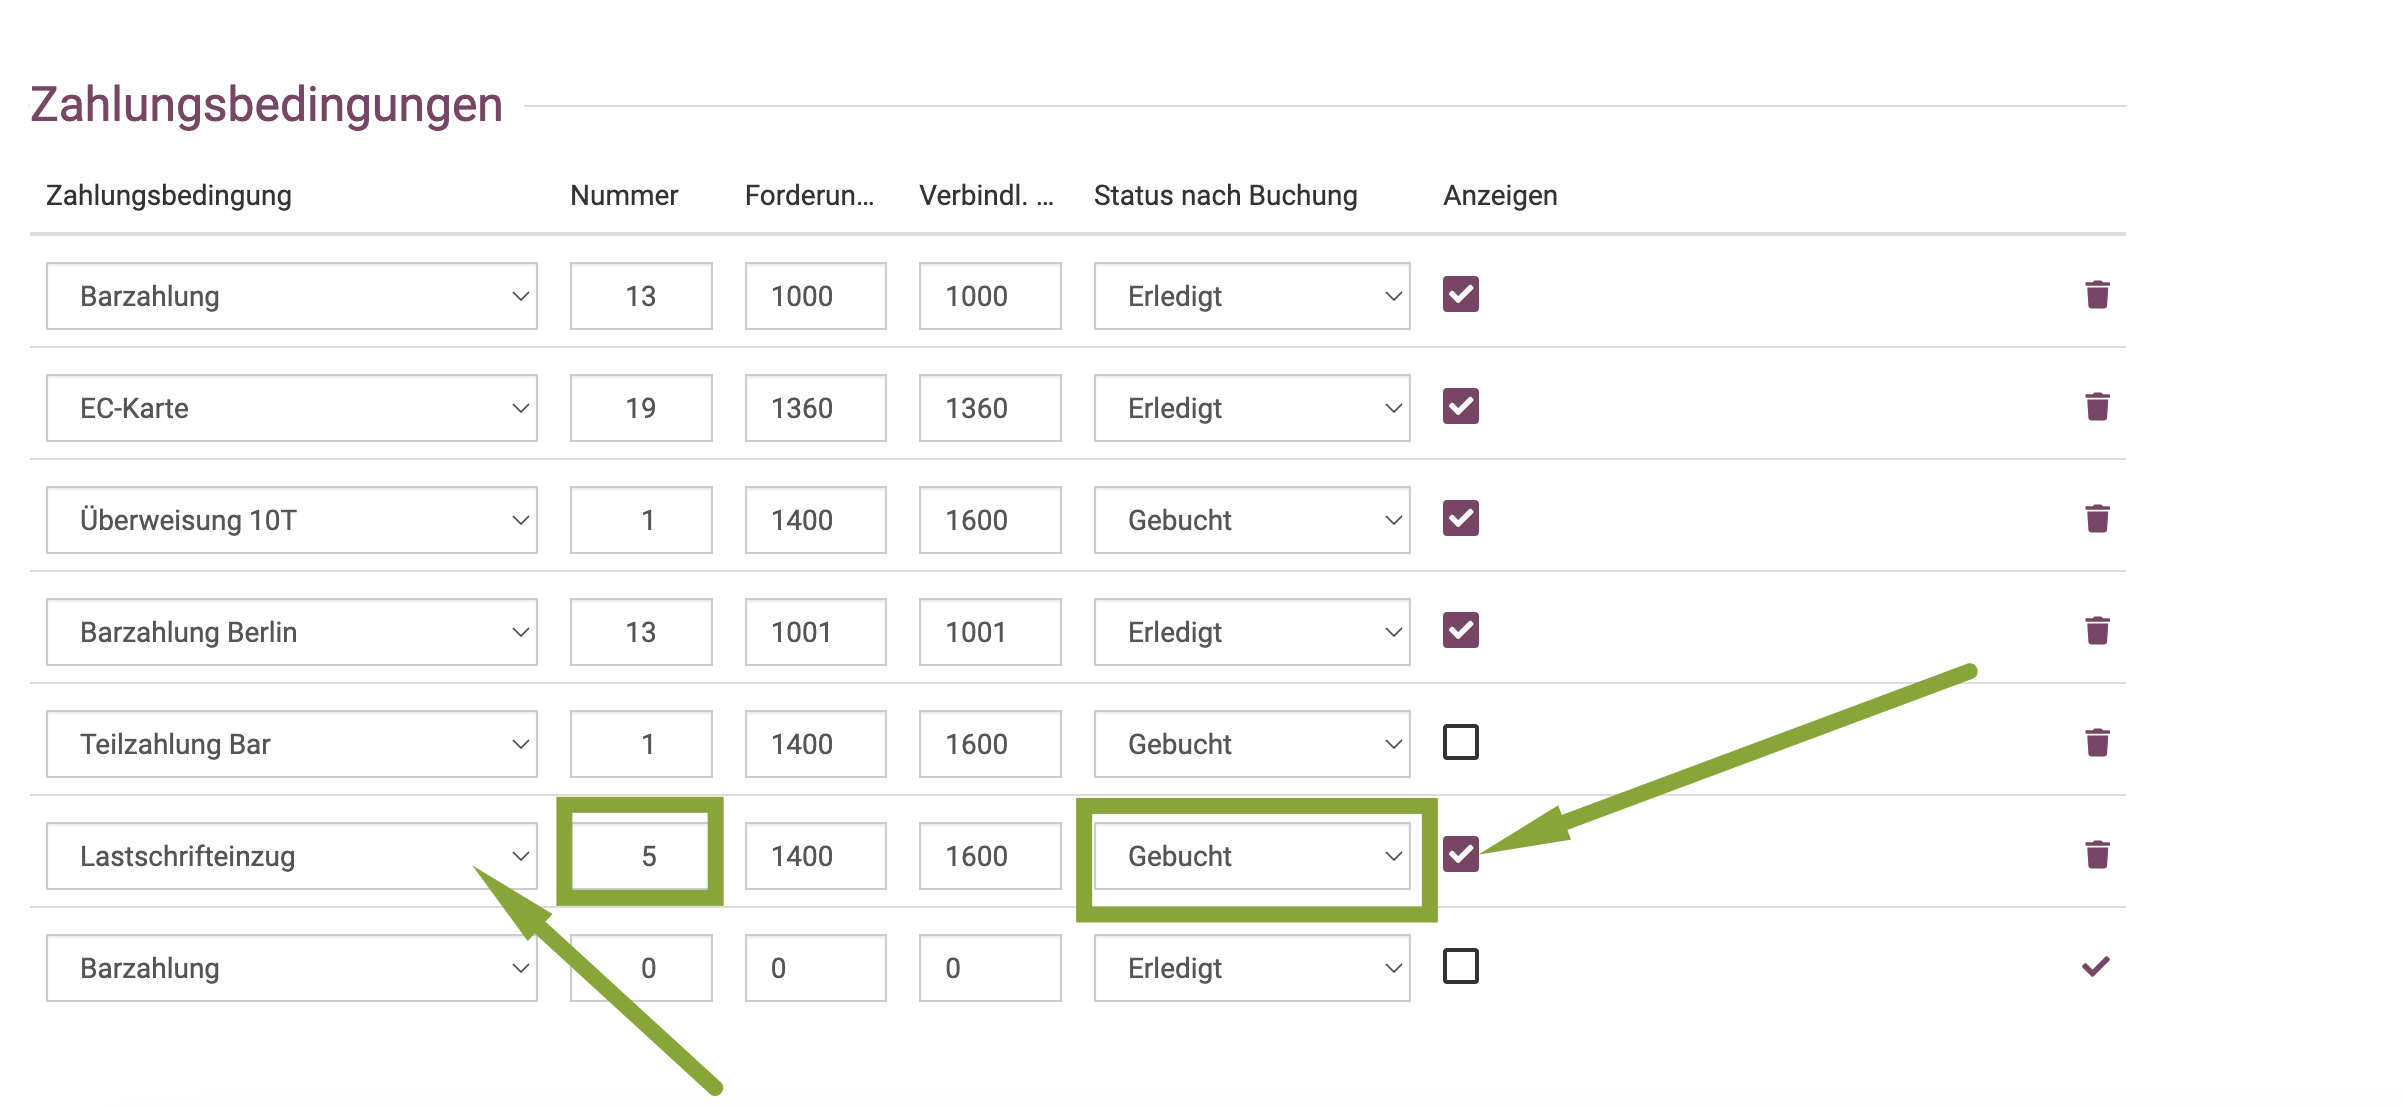 Zahlungsbedingungen
Zahlungsbedingung Nummer Forderun... Verbindl. ... Status nach Buchung Anzeigen
Barzahlung 13 1000 1000 Erledigt
EC-Karte 19 1360 1360 Erledigt
Überweisung 10T 1 1400 1600 Gebucht
Barzahlung Berlin 13 1001 1001 Erledigt
Teilzahlung Bar 1 1400 1600 Gebucht
Lastschrifteinzug 5 1400 1600 Gebucht
Barzahlung 0 0 0 Erledigt